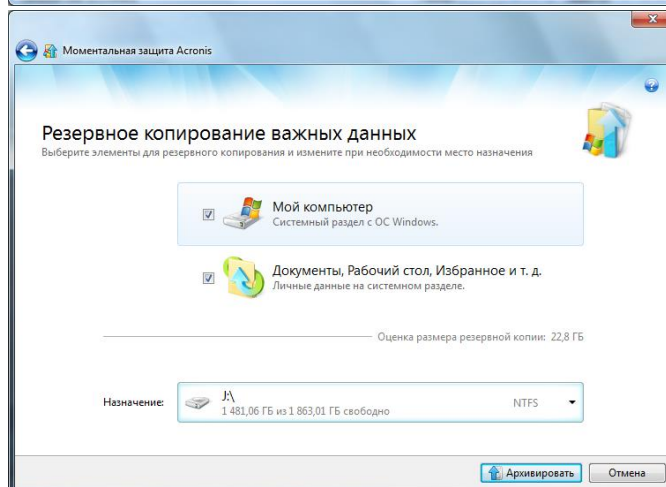 Моментальная защита Acronis
Резервное копирование важных данных
Выберите элементы для резервного копирования и измените при необходимости место назначения
Мой компьютер
Системный раздел с ОС Windows.
Документы, Рабочий стол, Избранное и т. д.
Личные данные на системном разделе.
Оценка размера резервной копии: 22,8 ГБ
Назначение: J:\ NTFS
1 481,06 ГБ из 1 863,01 ГБ свободно
Архивировать Отмена